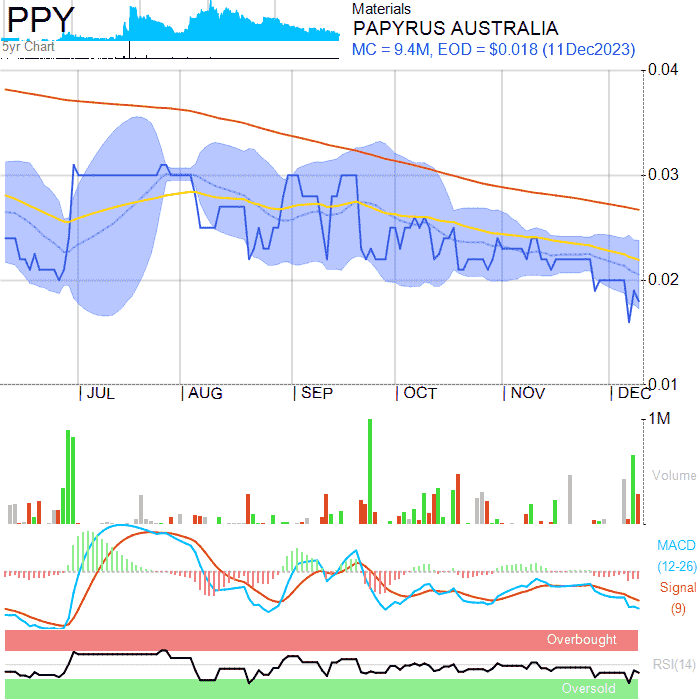 PPY
5yr Chart
Materials
PAPYRUS AUSTRALIA
MC = 9.4M, EOD = $0.018 (11Dec2023)
0.04
0.03
0.02
0.01
| JUL | AUG | SEP | OCT | NOV | DEC
1M
Volume
MACD
(12-26)
Signal
(9)
Overbought
RSI(14)
Oversold